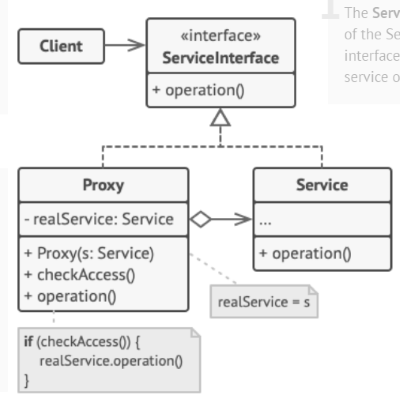 Client
«interface»
ServiceInterface
+ operation()
1
The Serv
of the Se
interface
service o
Proxy
- realService: Service
+ Proxy(s: Service)
+ checkAccess()
+ operation()
Service
...
+ operation()
realService = s
if (checkAccess()) {
realService.operation()
}